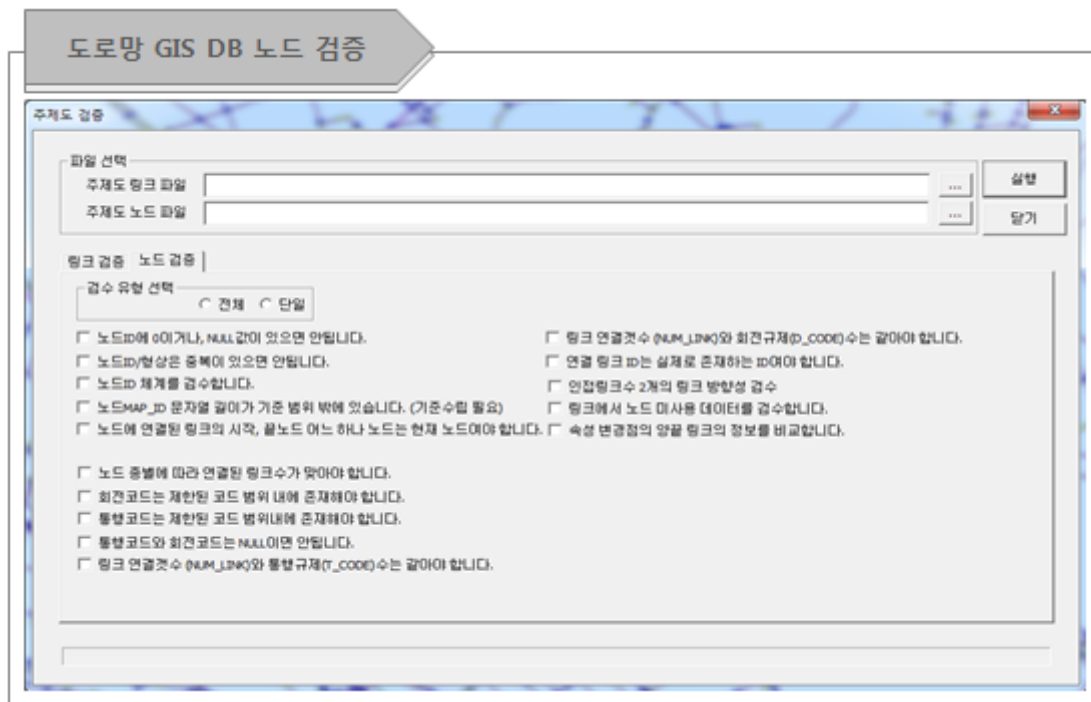 도로망 GIS DB 노드 검증
주제도 검증
파일 선택
주제도 링크 파일
...
실행
주제도 노드 파일
...
닫기
링크 검증 노드 검증
검수 유형 선택
전체 단일
노드ID에 0이거나, NULL값이 있으면 안됩니다.
노드ID/형상은 중복이 있으면 안됩니다.
노드ID 체계를 검수합니다.
노드MAP_ID 문자열 길이가 기준 범위 밖에 있습니다. (기준수립 필요)
노드에 연결된 링크의 시작, 끝노드 어느 하나 노드는 현재 노드여야 합니다.
노드 종별에 따라 연결된 링크수가 맞아야 합니다.
회전코드는 제한된 코드 범위 내에 존재해야 합니다.
통행코드는 제한된 코드 범위내에 존재해야 합니다.
통행코드와 회전코드는 NULL이면 안됩니다.
링크 연결갯수 (NUM_LINK)와 통행규제(T_CODE)수는 같아야 합니다.
링크 연결갯수 (NUM_LINK)와 회전규제(D_CODE)수는 같아야 합니다.
연결 링크 ID는 실제로 존재하는 ID여야 합니다.
인접링크수 2개의 링크 방향성 검수
링크에서 노드 미사용 데이터를 검수합니다.
속성 변경점의 양끝 링크의 정보를 비교합니다.